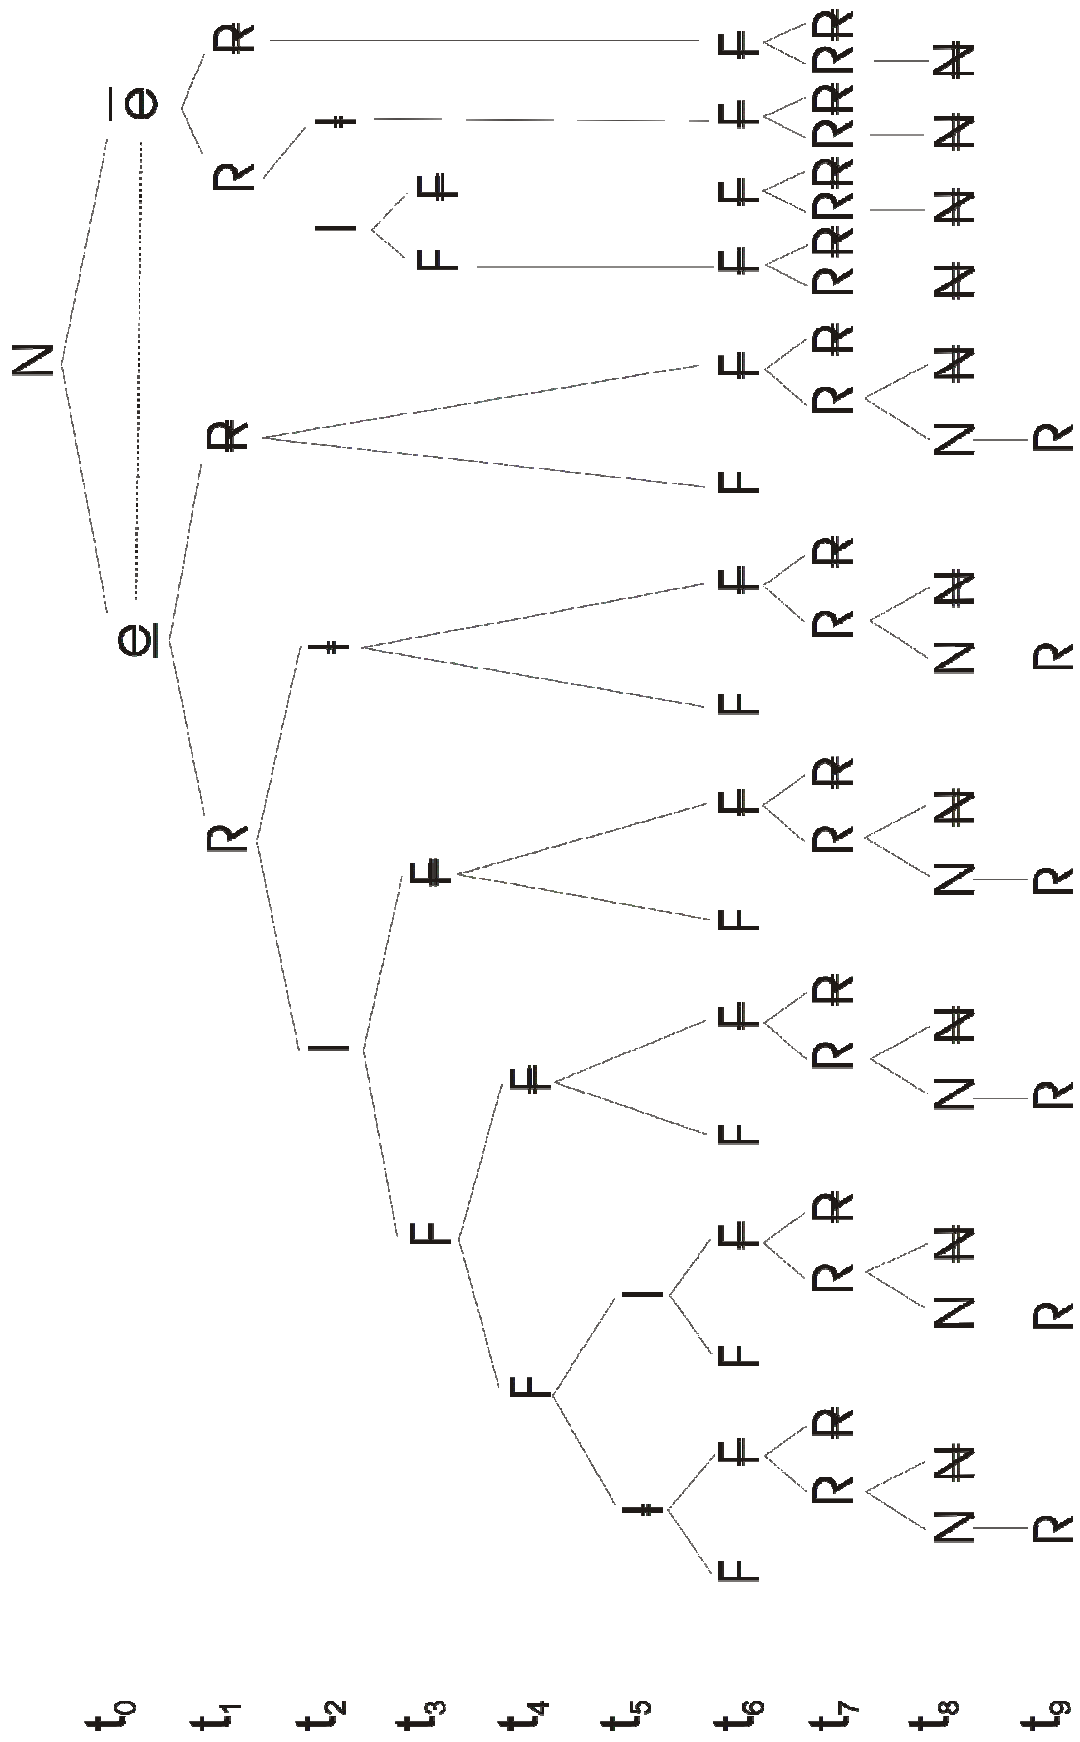 N
t₀ e̲ e̅
t₁ R R̶ R R̶
t₂ I I̶ I I̶
t₃ F F̶ F F̶
t₄ F F̶
t₅ I̶ I
t₆ F F̶ F F̶ F F̶ F F̶ F F̶ F F̶ F̶ F̶ F̶ F̶
t₇ R R̶ R R̶ R R̶ R R̶ R R̶ R R̶ R R̶ R R̶ R R̶ R R̶
t₈ N N̶ N N̶ N N̶ N N̶ N N̶ N N̶ N̶ N̶ N̶ N̶
t₉ R R R R R R